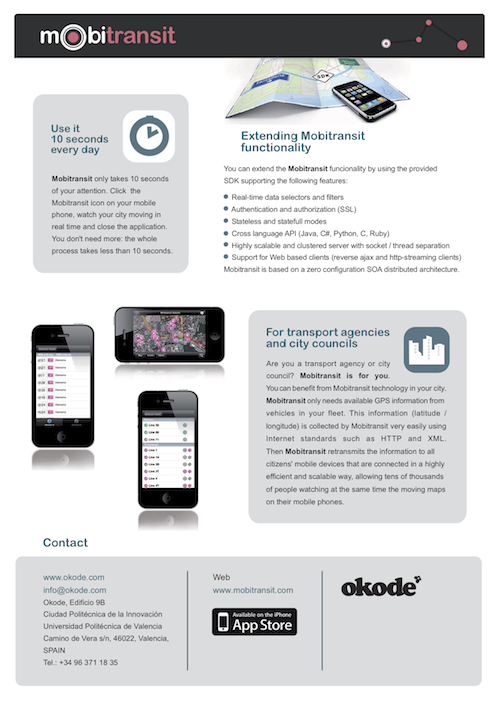 mobitransit
SDK
Use it
10 seconds
every day
Mobitransit only takes 10 seconds
of your attention. Click the
Mobitransit icon on your mobile
phone, watch your city moving in
real time and close the application.
You don't need more: the whole
process takes less than 10 seconds.
Extending Mobitransit
functionality
You can extend the Mobitransit funcionality by using the provided
SDK supporting the following features:
Real-time data selectors and filters
Authentication and authorization (SSL)
Stateless and statefull modes
Cross language API (Java, C#, Python, C, Ruby)
Highly scalable and clustered server with socket / thread separation
Support for Web based clients (reverse ajax and http-streaming clients)
Mobitransit is based on a zero configuration SOA distributed architecture.
For transport agencies
and city councils
Are you a transport agency or city
council? Mobitransit is for you.
You can benefit from Mobitransit technology in your city.
Mobitransit only needs available GPS information from
vehicles in your fleet. This information (latitude /
longitude) is collected by Mobitransit very easily using
Internet standards such as HTTP and XML.
Then Mobitransit retransmits the information to all
citizens' mobile devices that are connected in a highly
efficient and scalable way, allowing tens of thousands
of people watching at the same time the moving maps
on their mobile phones.
Contact
www.okode.com
info@okode.com
Okode, Edificio 9B
Ciudad Politécnica de la Innovación
Universidad Politécnica de Valencia
Camino de Vera s/n, 46022, Valencia,
SPAIN
Tel.: +34 96 371 18 35
Web
www.mobitransit.com
Available on the iPhone
App Store
okode